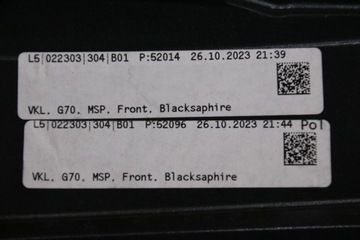 L5|022303|304|B01 P:52014 26.10.2023 21:39
VKL. G70. MSP. Front. Blacksaphire
L5|022303|304|B01 P:52096 26.10.2023 21:44 Pol
VKL. G70. MSP. Front. Blacksaphire